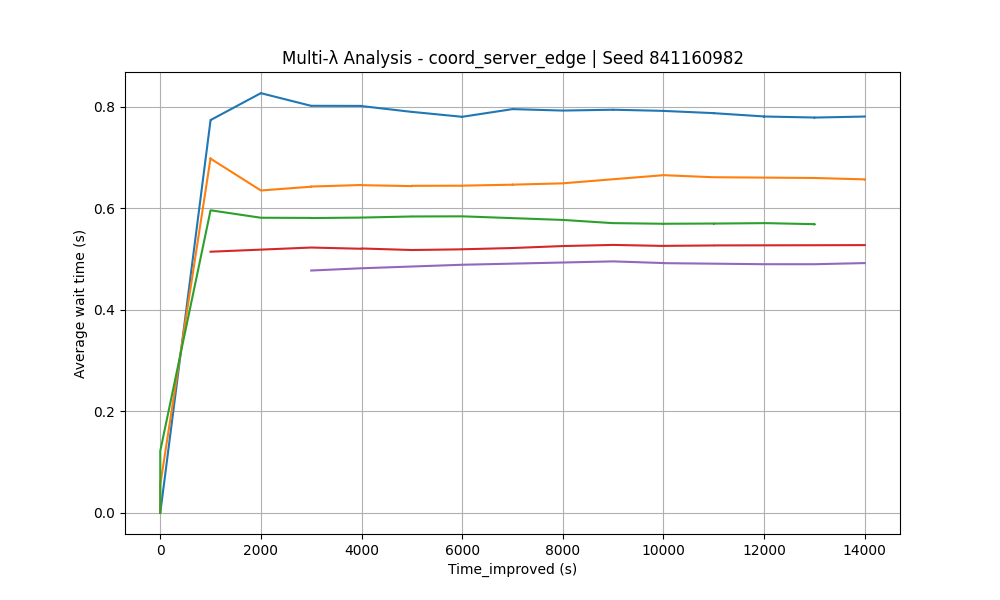 Multi-λ Analysis - coord_server_edge | Seed 841160982
Average wait time (s)
0.8
0.6
0.4
0.2
0.0
0 2000 4000 6000 8000 10000 12000 14000
Time_improved (s)